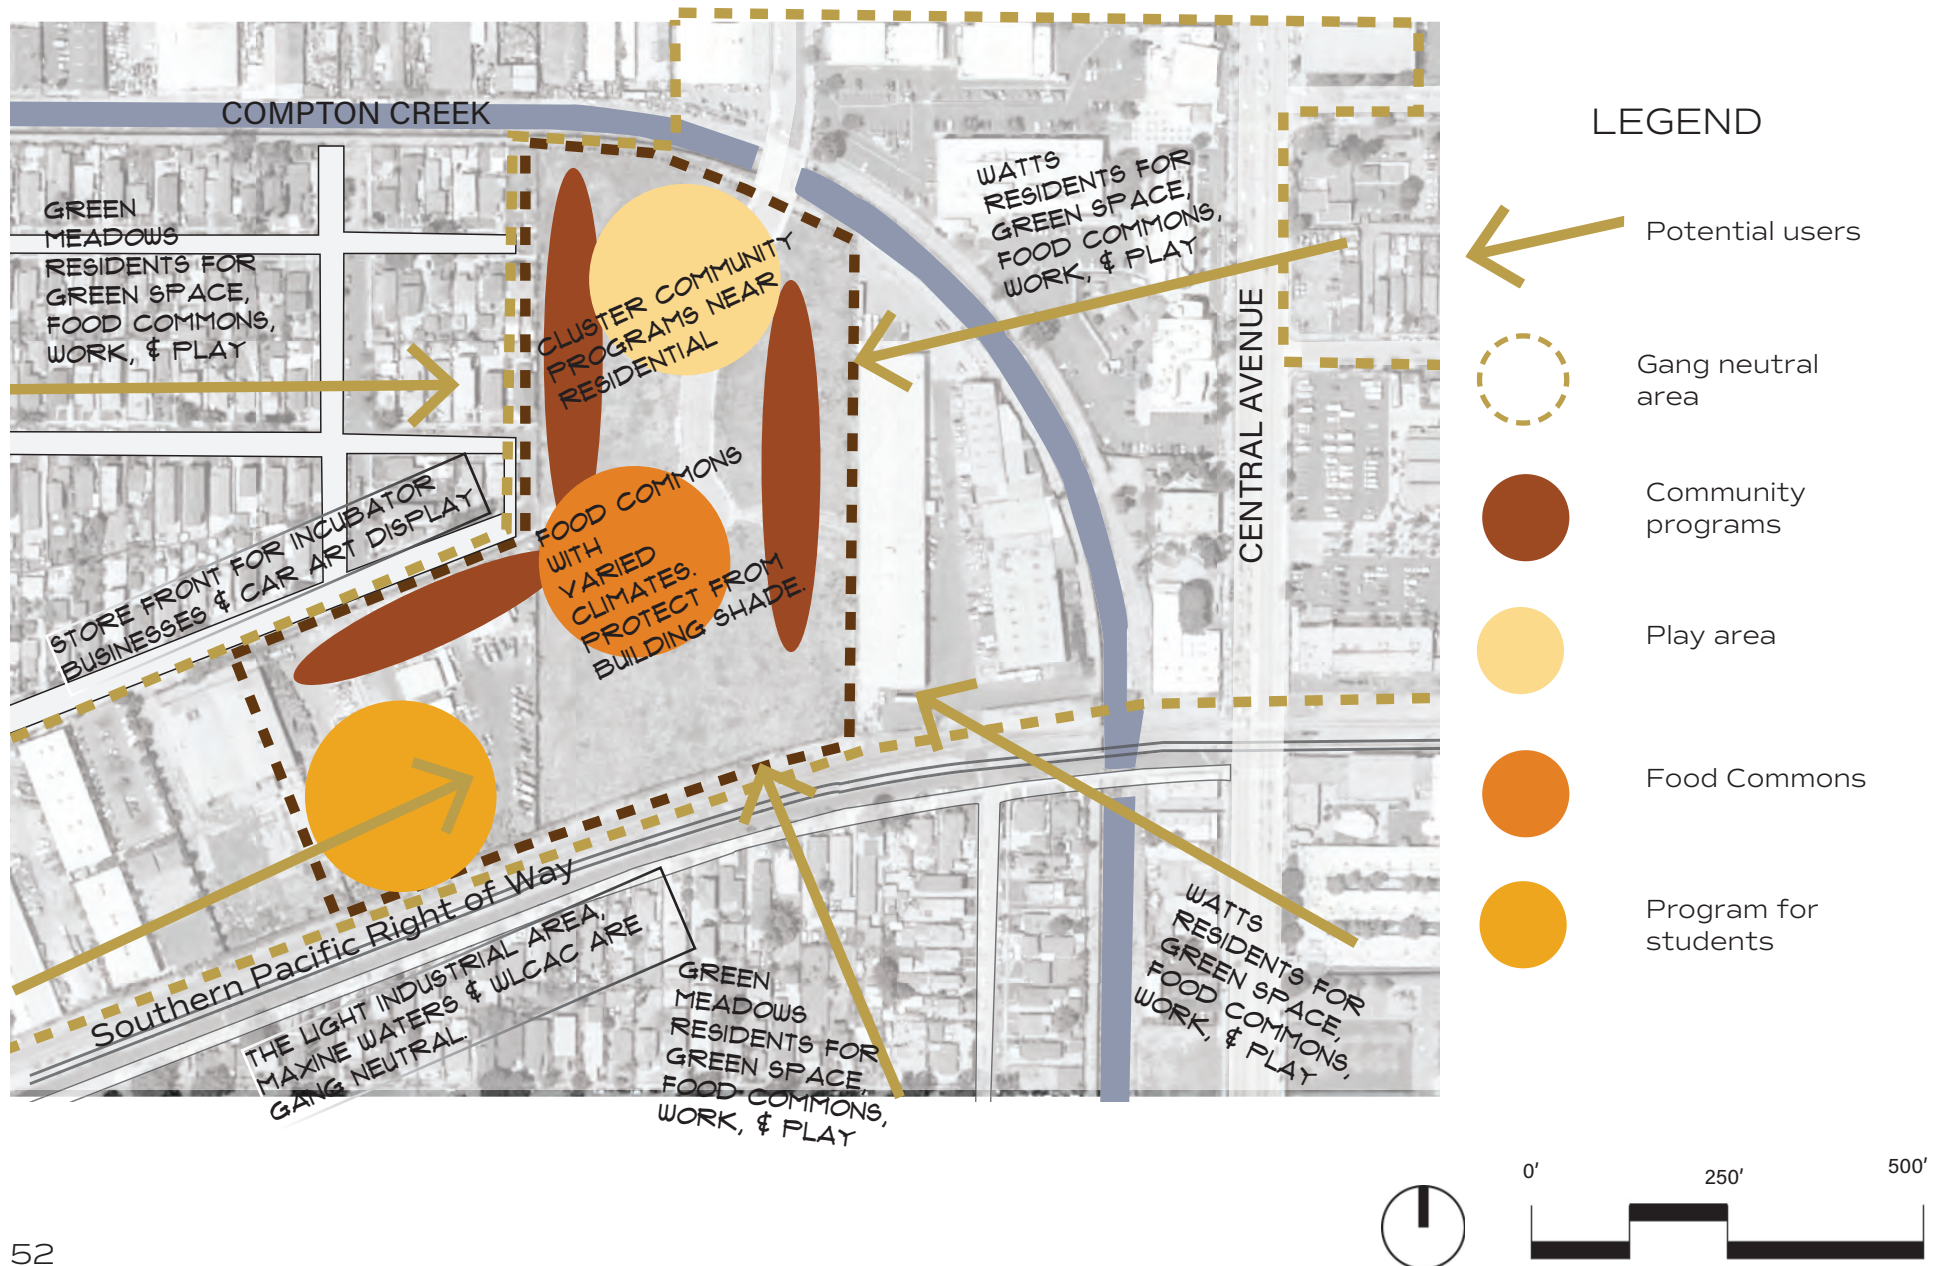 COMPTON CREEK
GREEN
MEADOWS
RESIDENTS FOR
GREEN SPACE,
FOOD COMMONS,
WORK, & PLAY
WATTS
RESIDENTS FOR
GREEN SPACE,
FOOD COMMONS,
WORK, & PLAY
CLUSTER COMMUNITY
PROGRAMS NEAR
RESIDENTIAL
CENTRAL AVENUE
STORE FRONT FOR INCUBATOR
BUSINESSES & CAR ART DISPLAY
FOOD COMMONS
WITH
VARIED
CLIMATES.
PROTECT FROM
BUILDING SHADE.
Southern Pacific Right of Way
THE LIGHT INDUSTRIAL AREA,
MAXINE WATERS & WLCAC ARE
GANG NEUTRAL.
GREEN
MEADOWS
RESIDENTS FOR
GREEN SPACE,
FOOD COMMONS,
WORK, & PLAY
WATTS
RESIDENTS FOR
GREEN SPACE,
FOOD COMMONS,
WORK, & PLAY
LEGEND
Potential users
Gang neutral
area
Community
programs
Play area
Food Commons
Program for
students
0'
250'
500'
52